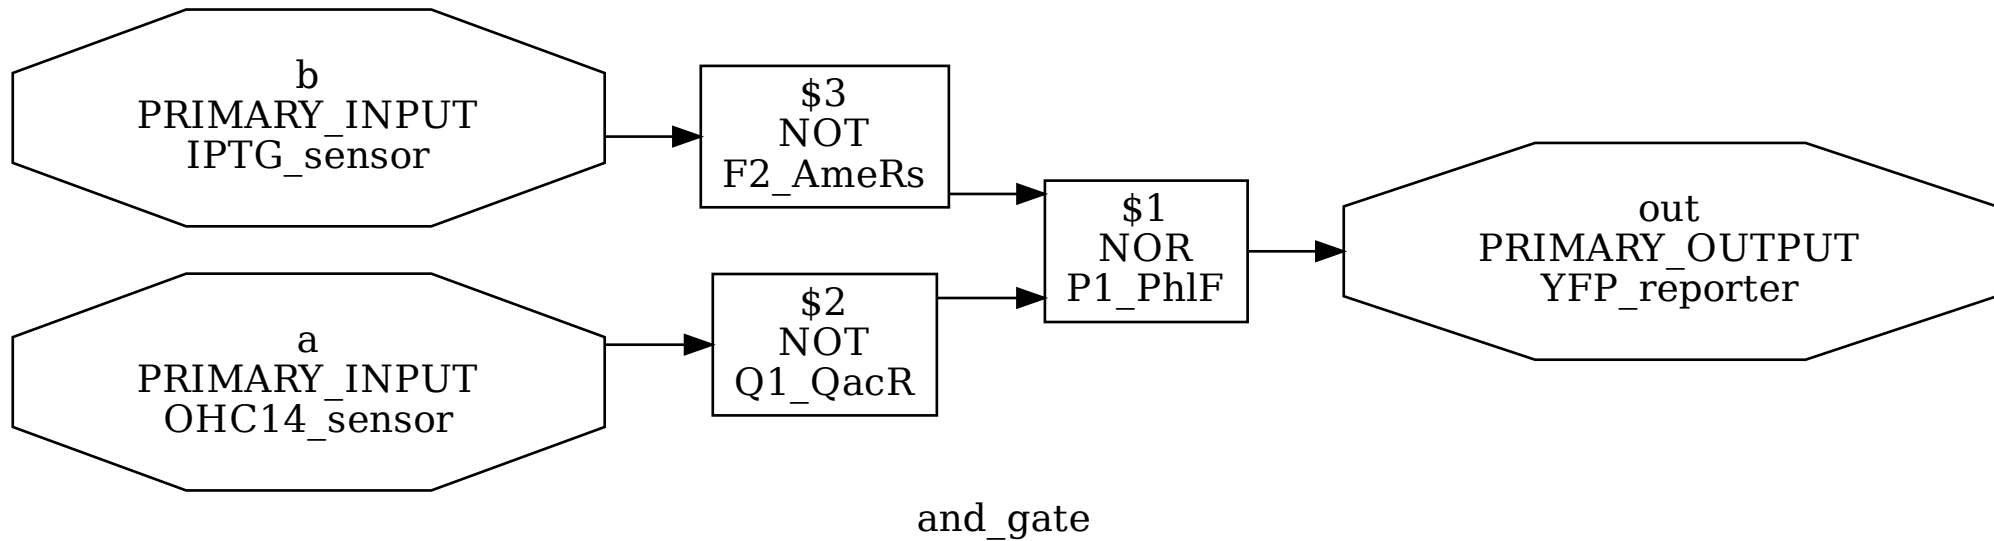 b
PRIMARY_INPUT
IPTG_sensor
$3
NOT
F2_AmeRs
a
PRIMARY_INPUT
OHC14_sensor
$2
NOT
Q1_QacR
$1
NOR
P1_PhlF
out
PRIMARY_OUTPUT
YFP_reporter
and_gate